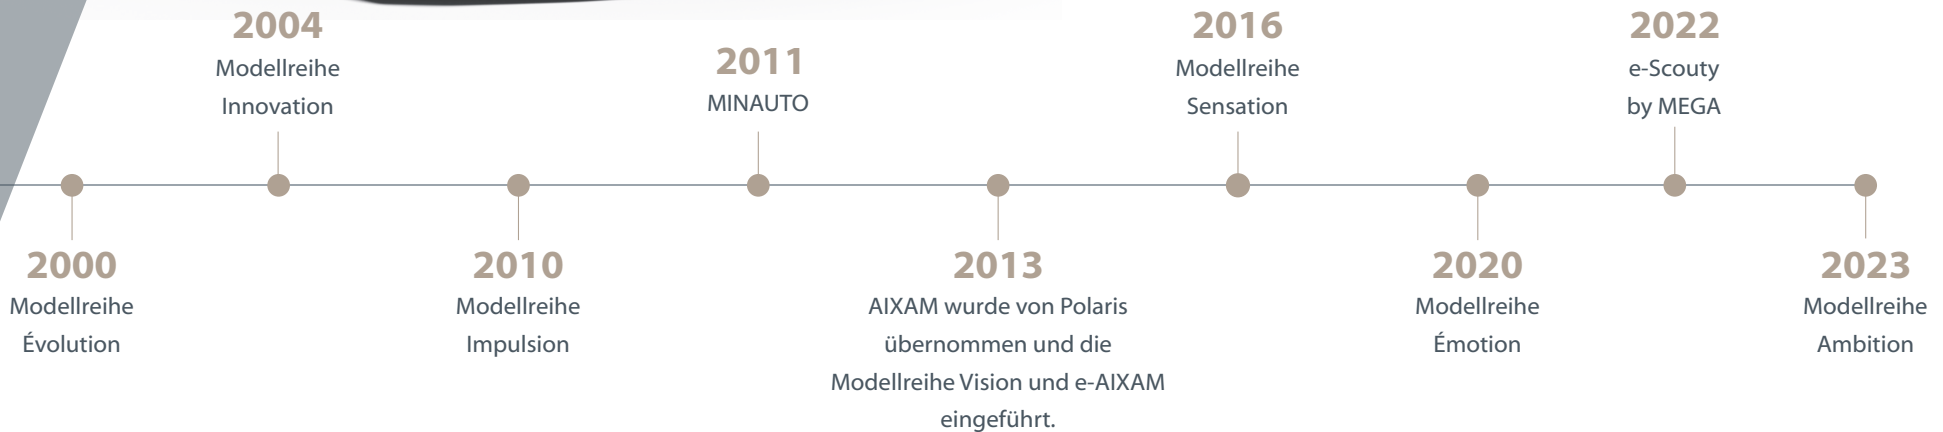 2004
Modellreihe
Innovation
2011
MINAUTO
2016
Modellreihe
Sensation
2022
e-Scouty
by MEGA
2000
Modellreihe
Évolution
2010
Modellreihe
Impulsion
2013
AIXAM wurde von Polaris
übernommen und die
Modellreihe Vision und e-AIXAM
eingeführt.
2020
Modellreihe
Émotion
2023
Modellreihe
Ambition